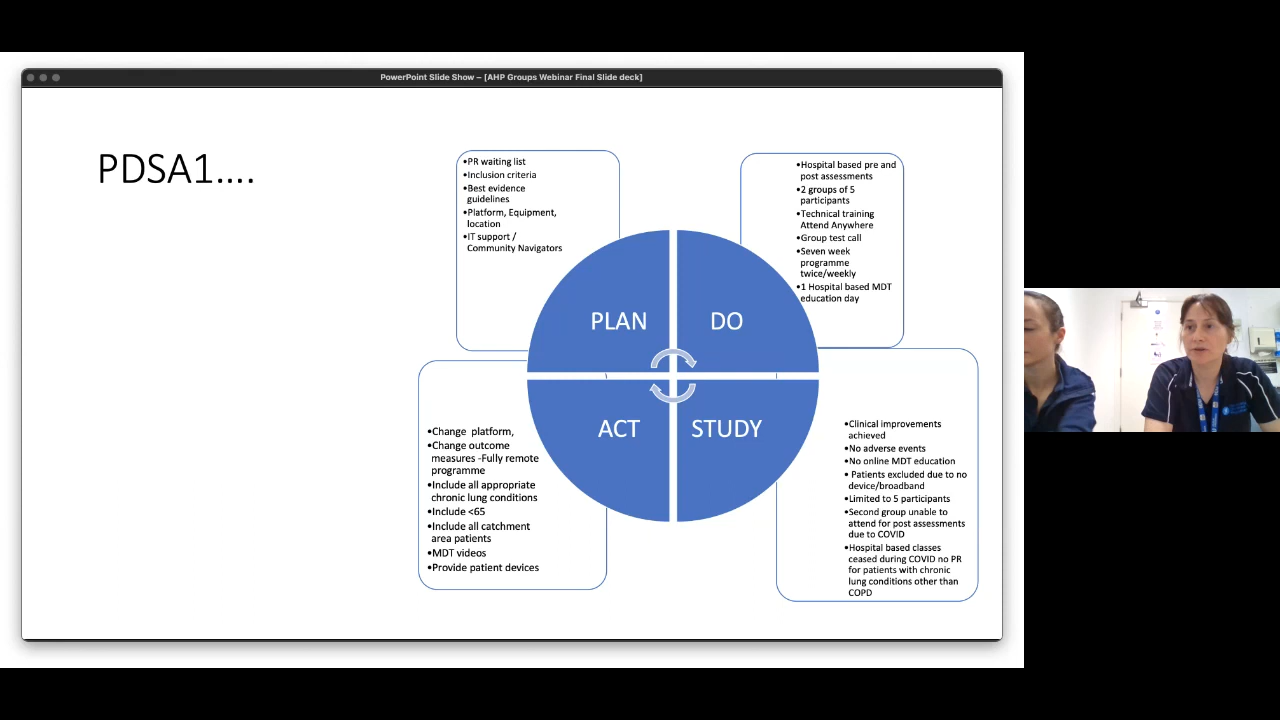 PowerPoint Slide Show – [AHP Groups Webinar Final Slide deck]
PDSA1....
•PR waiting list
•Inclusion criteria
•Best evidence
guidelines
•Platform, Equipment,
location
•IT support /
Community Navigators
•Hospital based pre and
post assessments
•2 groups of 5
participants
•Technical training
Attend Anywhere
•Group test call
•Seven week
programme
twice/weekly
•1 Hospital based MDT
education day
PLAN
DO
ACT
STUDY
•Change  platform,
•Change outcome
measures -Fully remote
programme
•Include all appropriate
chronic lung conditions
•Include <65
•Include all catchment
area patients
•MDT videos
•Provide patient devices
•Clinical improvements
achieved
•No adverse events
•No online MDT education
• Patients excluded due to no
device/broadband
•Limited to 5 participants
•Second group unable to
attend for post assessments
due to COVID
•Hospital based classes
ceased during COVID no PR
for patients with chronic
lung conditions other than
COPD